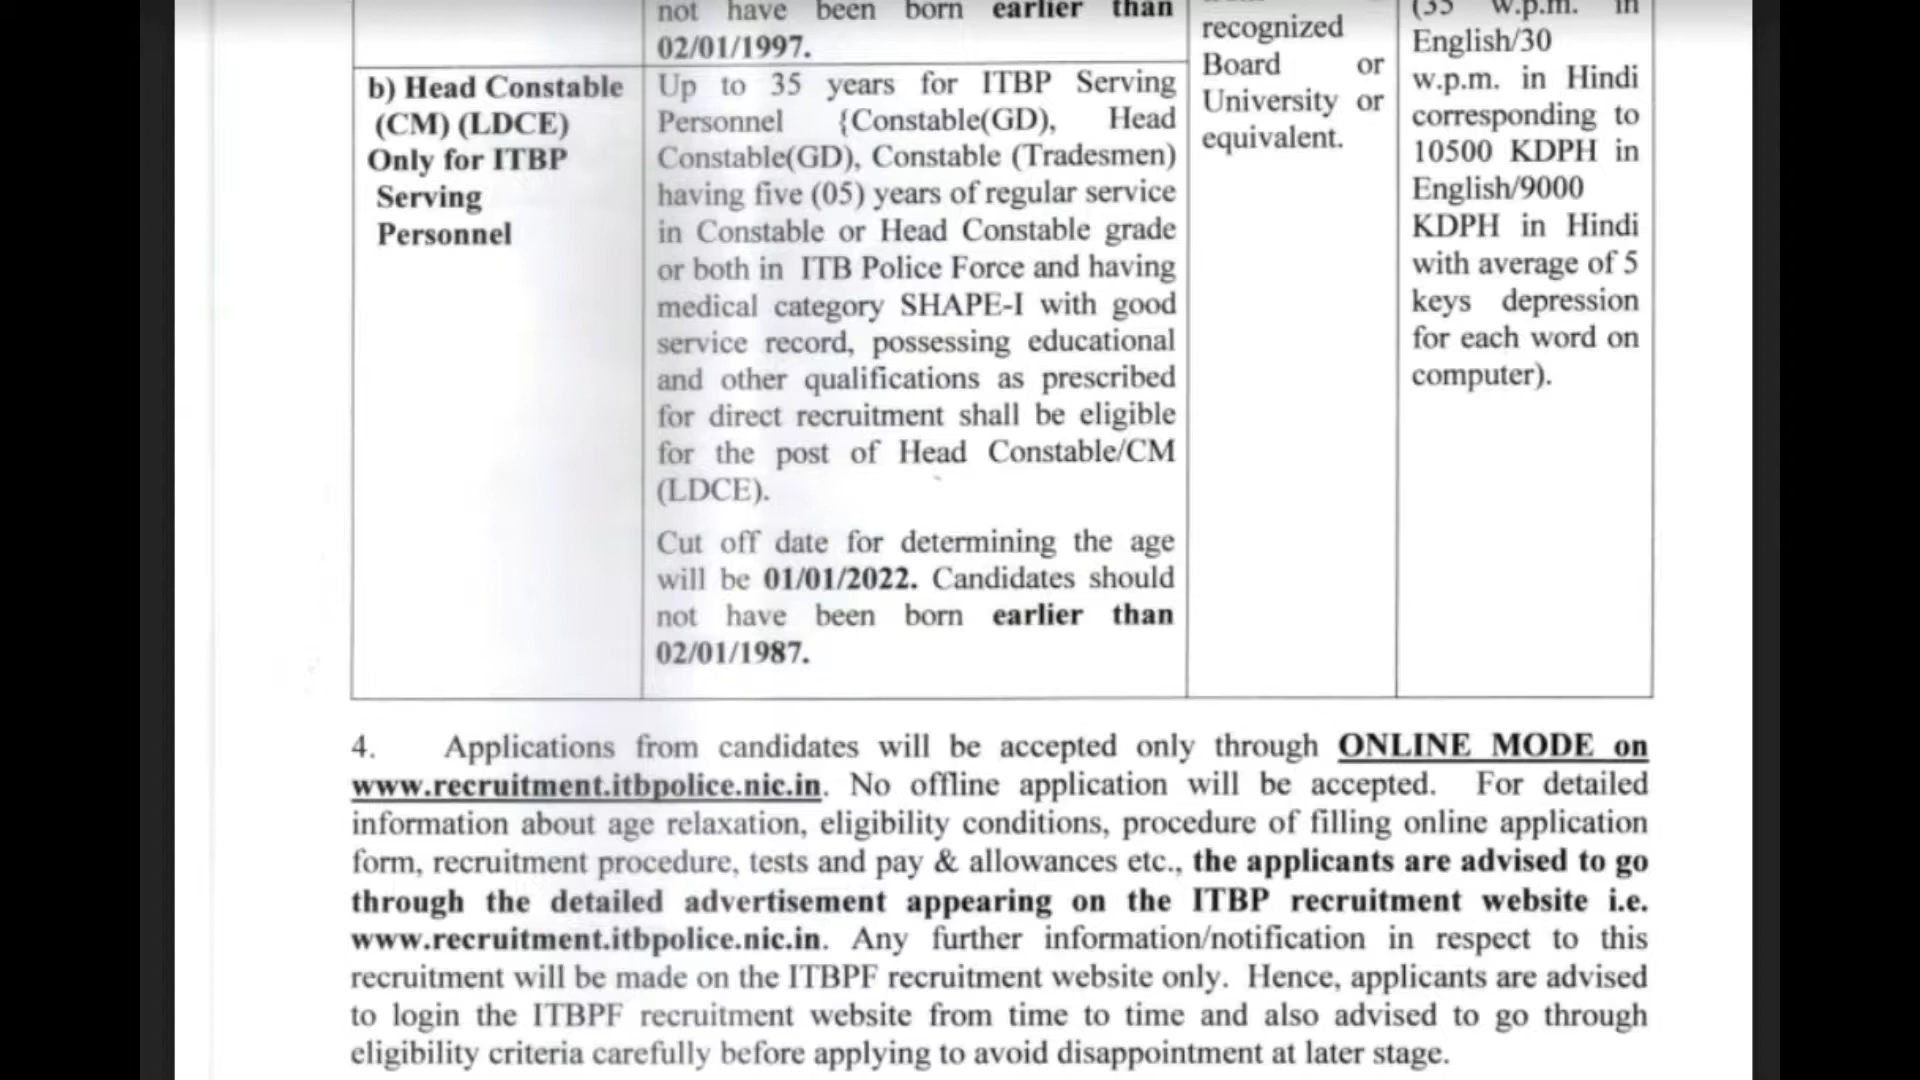 not have been born earlier than
02/01/1997.
b) Head Constable
(CM) (LDCE)
Only for ITBP
Serving
Personnel
Up to 35 years for ITBP Serving
Personnel {Constable(GD), Head
Constable(GD), Constable (Tradesmen)
having five (05) years of regular service
in Constable or Head Constable grade
or both in ITB Police Force and having
medical category SHAPE-I with good
service record, possessing educational
and other qualifications as prescribed
for direct recruitment shall be eligible
for the post of Head Constable/CM
(LDCE).
Cut off date for determining the age
will be 01/01/2022. Candidates should
not have been born earlier than
02/01/1987.
recognized
Board or
University or
equivalent.
(35 w.p.m. in
English/30
w.p.m. in Hindi
corresponding to
10500 KDPH in
English/9000
KDPH in Hindi
with average of 5
keys depression
for each word on
computer).
4. Applications from candidates will be accepted only through ONLINE MODE on
www.recruitment.itbpolice.nic.in. No offline application will be accepted. For detailed
information about age relaxation, eligibility conditions, procedure of filling online application
form, recruitment procedure, tests and pay & allowances etc., the applicants are advised to go
through the detailed advertisement appearing on the ITBP recruitment website i.e.
www.recruitment.itbpolice.nic.in. Any further information/notification in respect to this
recruitment will be made on the ITBPF recruitment website only. Hence, applicants are advised
to login the ITBPF recruitment website from time to time and also advised to go through
eligibility criteria carefully before applying to avoid disappointment at later stage.